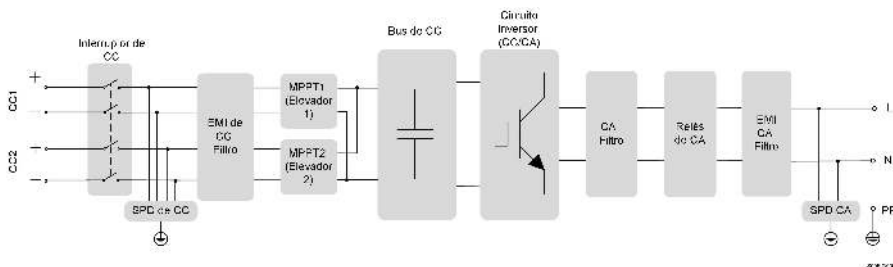 Interruptor de
CC
Bus de CC
Circuito
Inversor
(CC/CA)
CC1
+
−
CC2
+
−
EMI de
CC
Filtro
MPPT1
(Elevador
1)
MPPT2
(Elevador
2)
CA
Filtro
Relés
de CA
EMI
CA
Filtro
L
N
PE
SPD de CC
SPD CA